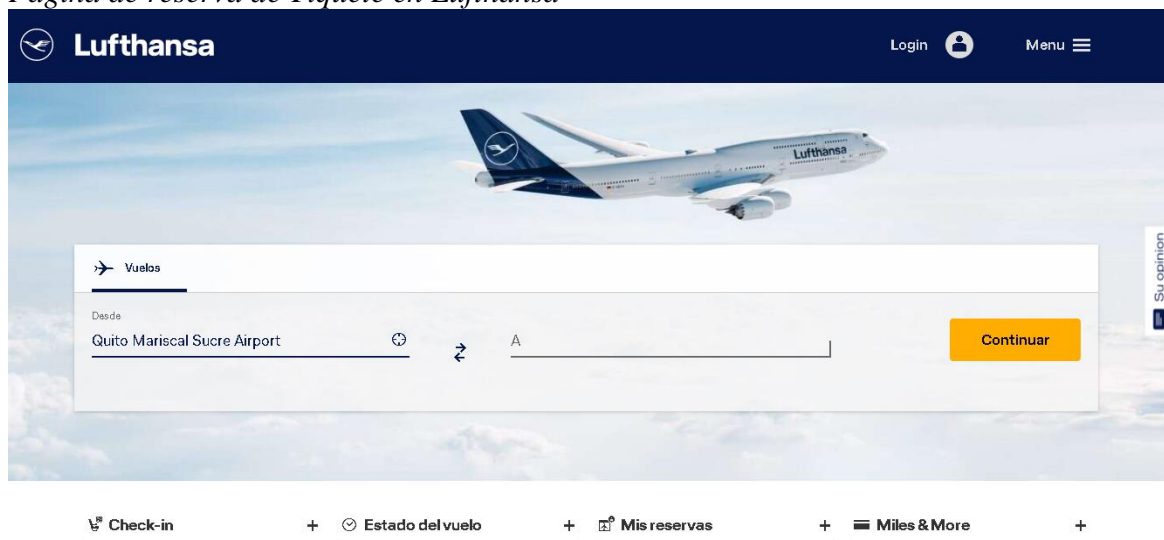 Página de reserva de Tiquete en Lufthansa
Lufthansa
Login
Menu
Lufthansa
Su opinion
Vuelos
Desde
Quito Mariscal Sucre Airport
A
Continuar
Check-in + Estado del vuelo + Mis reservas + Miles & More +